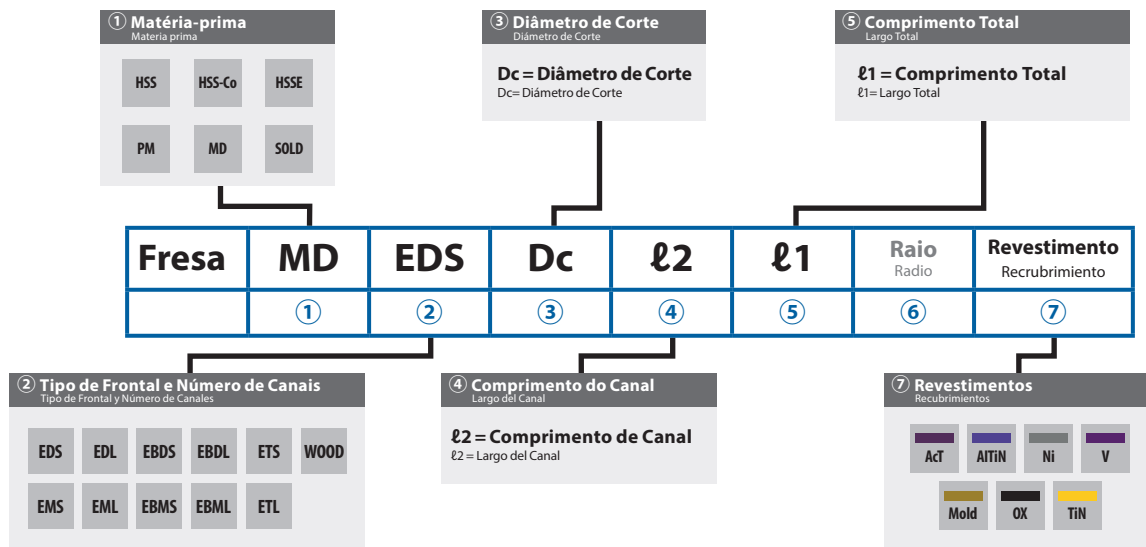 ① Matéria-prima
Materia prima
HSS HSS-Co HSSE
PM MD SOLD
③ Diâmetro de Corte
Diámetro de Corte
Dc = Diâmetro de Corte
Dc= Diámetro de Corte
⑤ Comprimento Total
Largo Total
ℓ1 = Comprimento Total
ℓ1= Largo Total
Fresa MD EDS Dc ℓ2 ℓ1 Raio Revestimento
Radio Recrubrimiento
① ② ③ ④ ⑤ ⑥ ⑦
② Tipo de Frontal e Número de Canais
Tipo de Frontal y Número de Canales
EDS EDL EBDS EBDL ETS WOOD
EMS EML EBMS EBML ETL
④ Comprimento do Canal
Largo del Canal
ℓ2 = Comprimento de Canal
ℓ2 = Largo del Canal
⑦ Revestimentos
Recubrimientos
AcT AlTiN Ni V
Mold OX TiN